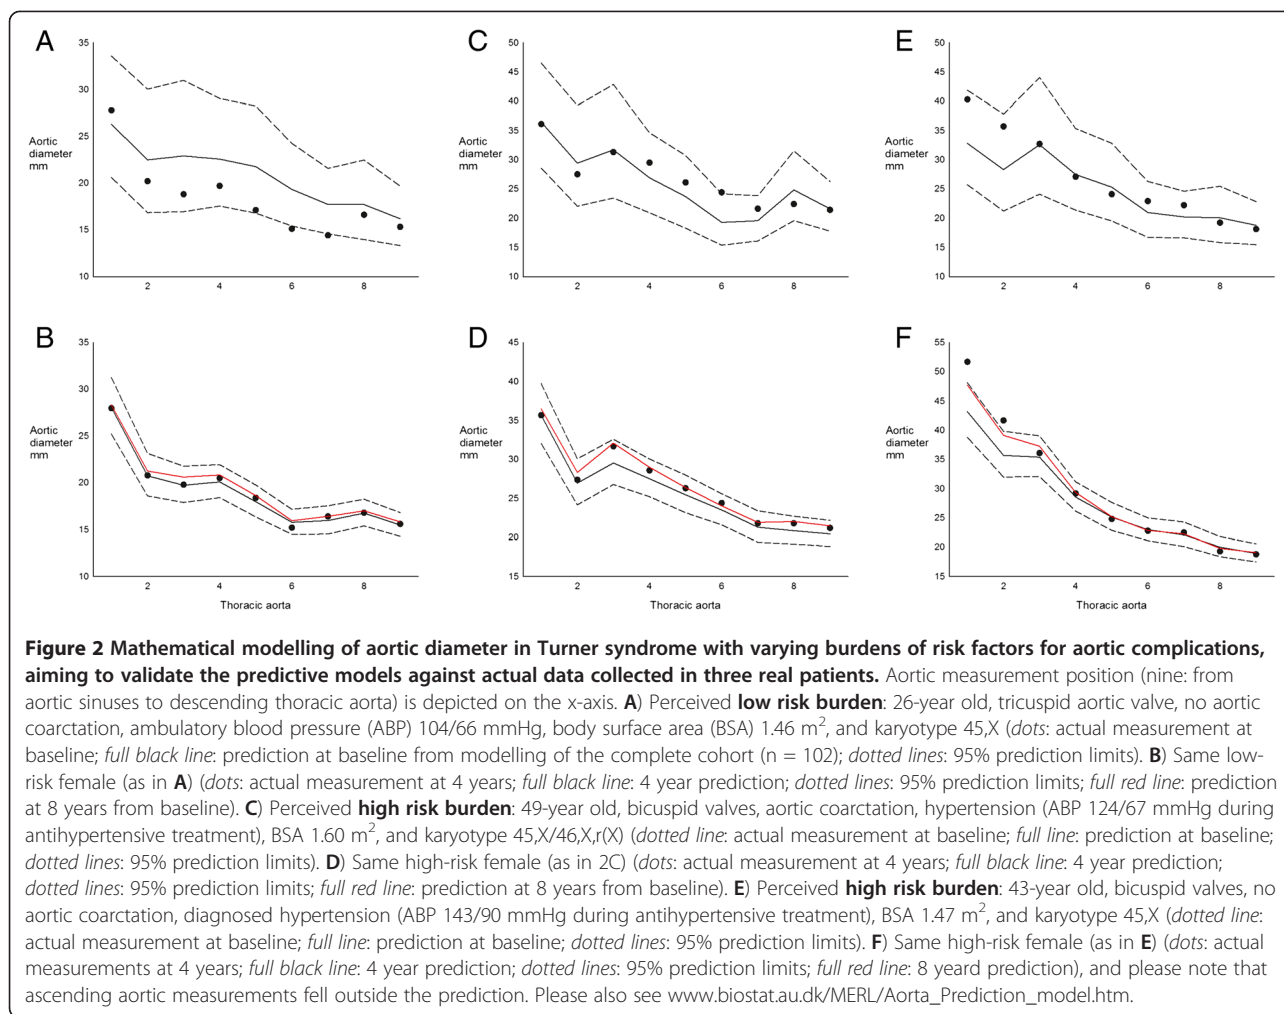 A
C
E
35
30
25
20
15
10
Aortic
diameter
mm
2
4
6
8
50
45
40
35
30
25
20
15
10
Aortic
diameter
mm
2
4
6
8
50
45
40
35
30
25
20
15
10
Aortic
diameter
mm
2
4
6
8
B
D
F
35
30
25
20
15
10
Aortic
diameter
mm
2
4
6
8
Thoracic aorta
45
40
35
30
25
20
15
Aortic
diameter
mm
2
4
6
8
Thoracic aorta
55
50
45
40
35
30
25
20
15
Aortic
diameter
mm
2
4
6
8
Thoracic aorta
Figure 2 Mathematical modelling of aortic diameter in Turner syndrome with varying burdens of risk factors for aortic complications,
aiming to validate the predictive models against actual data collected in three real patients. Aortic measurement position (nine: from
aortic sinuses to descending thoracic aorta) is depicted on the x-axis. A) Perceived low risk burden: 26-year old, tricuspid aortic valve, no aortic
coarctation, ambulatory blood pressure (ABP) 104/66 mmHg, body surface area (BSA) 1.46 m², and karyotype 45,X (dots: actual measurement at
baseline; full black line: prediction at baseline from modelling of the complete cohort (n = 102); dotted lines: 95% prediction limits). B) Same low-
risk female (as in A) (dots: actual measurement at 4 years; full black line: 4 year prediction; dotted lines: 95% prediction limits; full red line: prediction
at 8 years from baseline). C) Perceived high risk burden: 49-year old, bicuspid valves, aortic coarctation, hypertension (ABP 124/67 mmHg during
antihypertensive treatment), BSA 1.60 m², and karyotype 45,X/46,X,r(X) (dotted line: actual measurement at baseline; full line: prediction at baseline;
dotted lines: 95% prediction limits). D) Same high-risk female (as in 2C) (dots: actual measurement at 4 years; full black line: 4 year prediction;
dotted lines: 95% prediction limits; full red line: prediction at 8 years from baseline). E) Perceived high risk burden: 43-year old, bicuspid valves, no
aortic coarctation, diagnosed hypertension (ABP 143/90 mmHg during antihypertensive treatment), BSA 1.47 m², and karyotype 45,X (dotted line:
actual measurement at baseline; full line: prediction at baseline; dotted lines: 95% prediction limits). F) Same high-risk female (as in E) (dots: actual
measurements at 4 years; full black line: 4 year prediction; dotted lines: 95% prediction limits; full red line: 8 yeard prediction), and please note that
ascending aortic measurements fell outside the prediction. Please also see www.biostat.au.dk/MERL/Aorta_Prediction_model.htm.